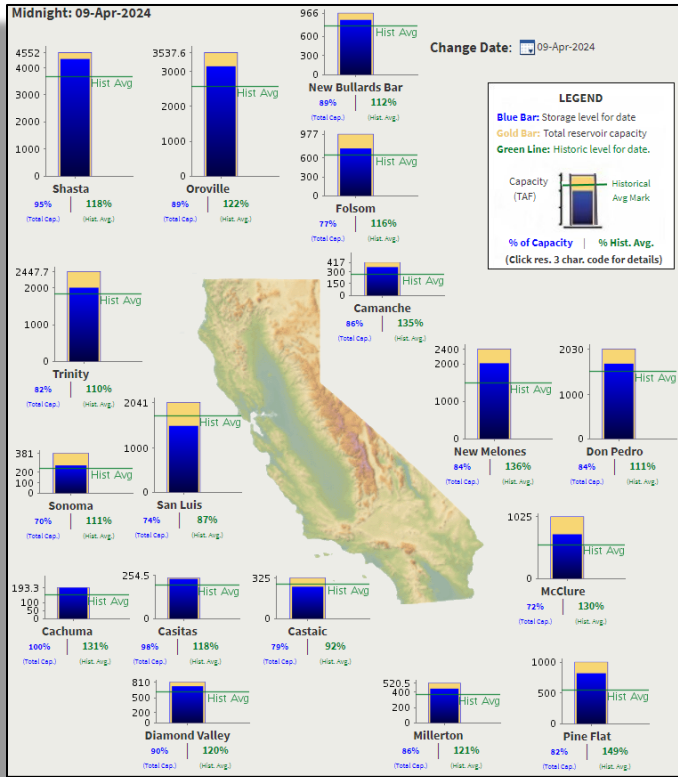 Midnight: 09-Apr-2024
Change Date: 09-Apr-2024
LEGEND
Blue Bar: Storage level for date
Gold Bar: Total reservoir capacity
Green Line: Historic level for date.
Capacity
(TAF)
Historical
Avg Mark
% of Capacity | % Hist. Avg.
(Click res. 3 char. code for details)
4552
4000
3000
2000
1000
0
Hist Avg
Shasta
95% | 118%
(Total Cap.) (Hist. Avg.)
3537.6
3000
2000
1000
0
Hist Avg
Oroville
89% | 122%
(Total Cap.) (Hist. Avg.)
966
600
300
0
Hist Avg
New Bullards Bar
89% | 112%
(Total Cap.) (Hist. Avg.)
977
600
300
0
Hist Avg
Folsom
77% | 116%
(Total Cap.) (Hist. Avg.)
417
300
150
0
Hist Avg
Camanche
86% | 135%
(Total Cap.) (Hist. Avg.)
2447.7
2000
1000
0
Hist Avg
Trinity
82% | 110%
(Total Cap.) (Hist. Avg.)
2400
2000
1000
0
Hist Avg
New Melones
84% | 136%
(Total Cap.) (Hist. Avg.)
2030
1000
0
Hist Avg
Don Pedro
84% | 111%
(Total Cap.) (Hist. Avg.)
381
200
100
0
Hist Avg
Sonoma
70% | 111%
(Total Cap.) (Hist. Avg.)
2041
1000
0
Hist Avg
San Luis
74% | 87%
(Total Cap.) (Hist. Avg.)
1025
500
0
Hist Avg
McClure
72% | 130%
(Total Cap.) (Hist. Avg.)
193.3
100
50
0
Hist Avg
Cachuma
100% | 131%
(Total Cap.) (Hist. Avg.)
254.5
100
0
Hist Avg
Casitas
98% | 118%
(Total Cap.) (Hist. Avg.)
325
100
0
Hist Avg
Castaic
79% | 92%
(Total Cap.) (Hist. Avg.)
810
500
200
0
Hist Avg
Diamond Valley
90% | 120%
(Total Cap.) (Hist. Avg.)
520.5
400
200
0
Hist Avg
Millerton
86% | 121%
(Total Cap.) (Hist. Avg.)
1000
500
0
Hist Avg
Pine Flat
82% | 149%
(Total Cap.) (Hist. Avg.)